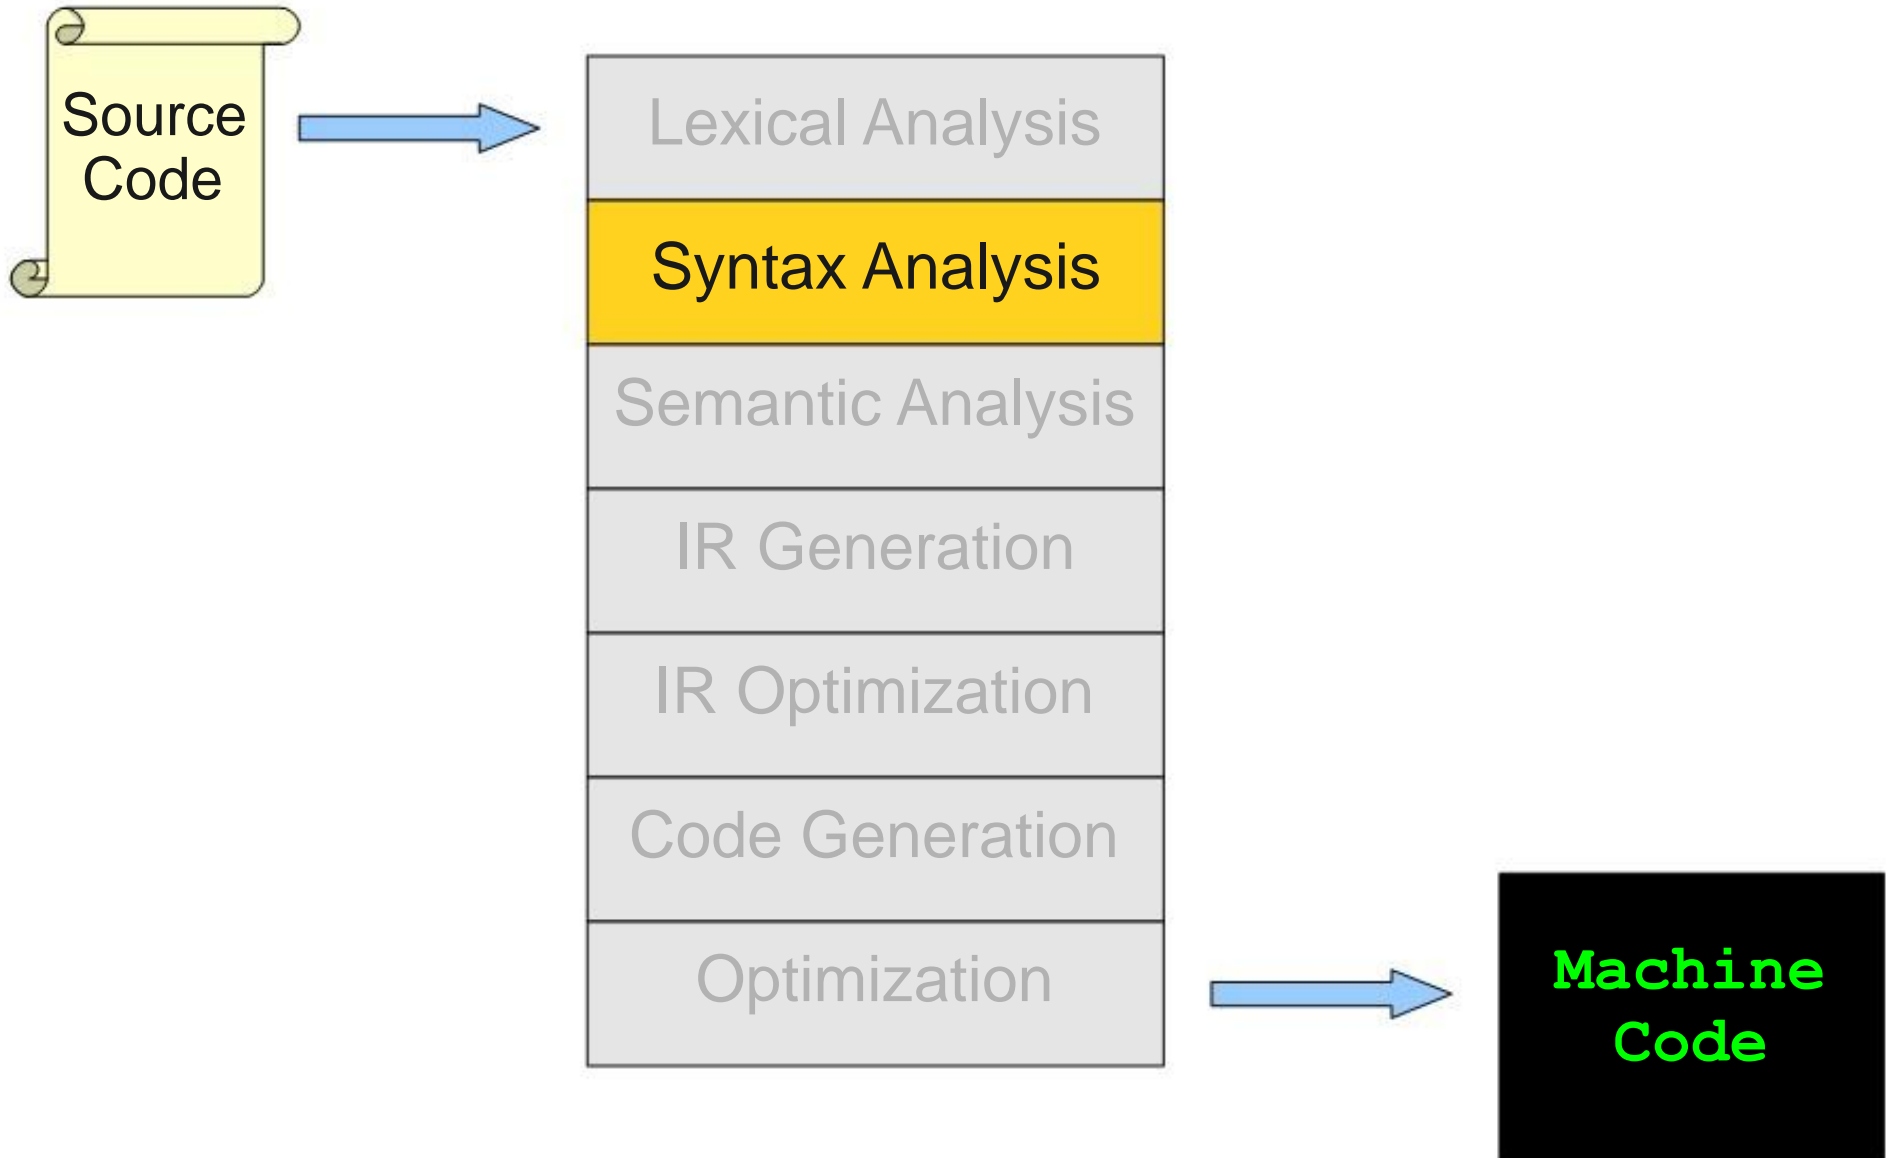 Source
Code
Lexical Analysis
Syntax Analysis
Semantic Analysis
IR Generation
IR Optimization
Code Generation
Optimization
Machine
Code